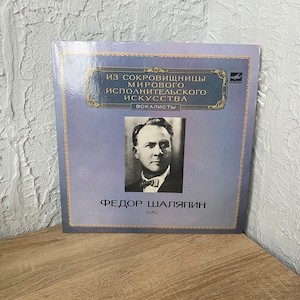 ИЗ СОКРОВИЩНИЦЫ
МИРОВОГО
ИСПОЛНИТЕЛЬСКОГО
ИСКУССТВА
ВОКАЛИСТЫ
ФЕДОР ШАЛЯПИН
БАС